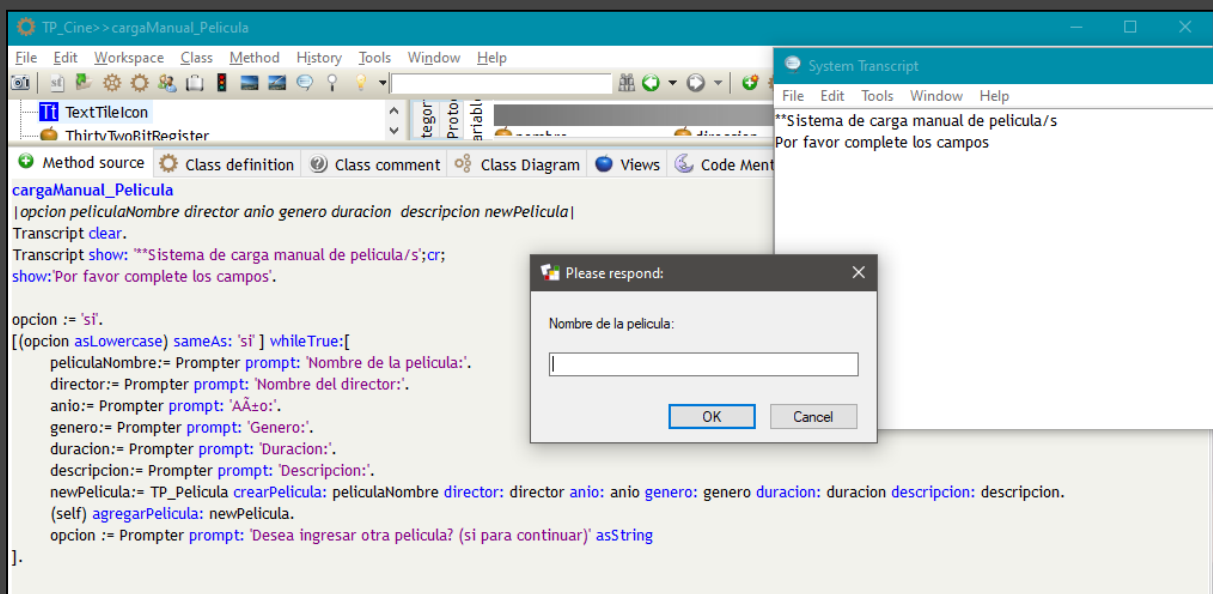 TP_Cine>>cargaManual_Pelicula
File Edit Workspace Class Method History Tools Window Help
TextTileIcon
ThirtyTwoBitRegister
Method source Class definition Class comment Class Diagram Views Code Ment
cargaManual_Pelicula
|opcion peliculaNombre director anio genero duracion descripcion newPelicula|
Transcript clear.
Transcript show: '**Sistema de carga manual de pelicula/s';cr;
show:'Por favor complete los campos'.
opcion := 'si'.
[(opcion asLowercase) sameAs: 'si' ] whileTrue:[
peliculaNombre:= Prompter prompt: 'Nombre de la pelicula:'.
director:= Prompter prompt: 'Nombre del director:'.
anio:= Prompter prompt: 'AÃ±o:'.
genero:= Prompter prompt: 'Genero:'.
duracion:= Prompter prompt: 'Duracion:'.
descripcion:= Prompter prompt: 'Descripcion:'.
newPelicula:= TP_Pelicula crearPelicula: peliculaNombre director: director anio: anio genero: genero duracion: duracion descripcion: descripcion.
(self) agregarPelicula: newPelicula.
opcion := Prompter prompt: 'Desea ingresar otra pelicula? (si para continuar)' asString
].
System Transcript
File Edit Tools Window Help
**Sistema de carga manual de pelicula/s
Por favor complete los campos
Please respond:
Nombre de la pelicula:
OK Cancel